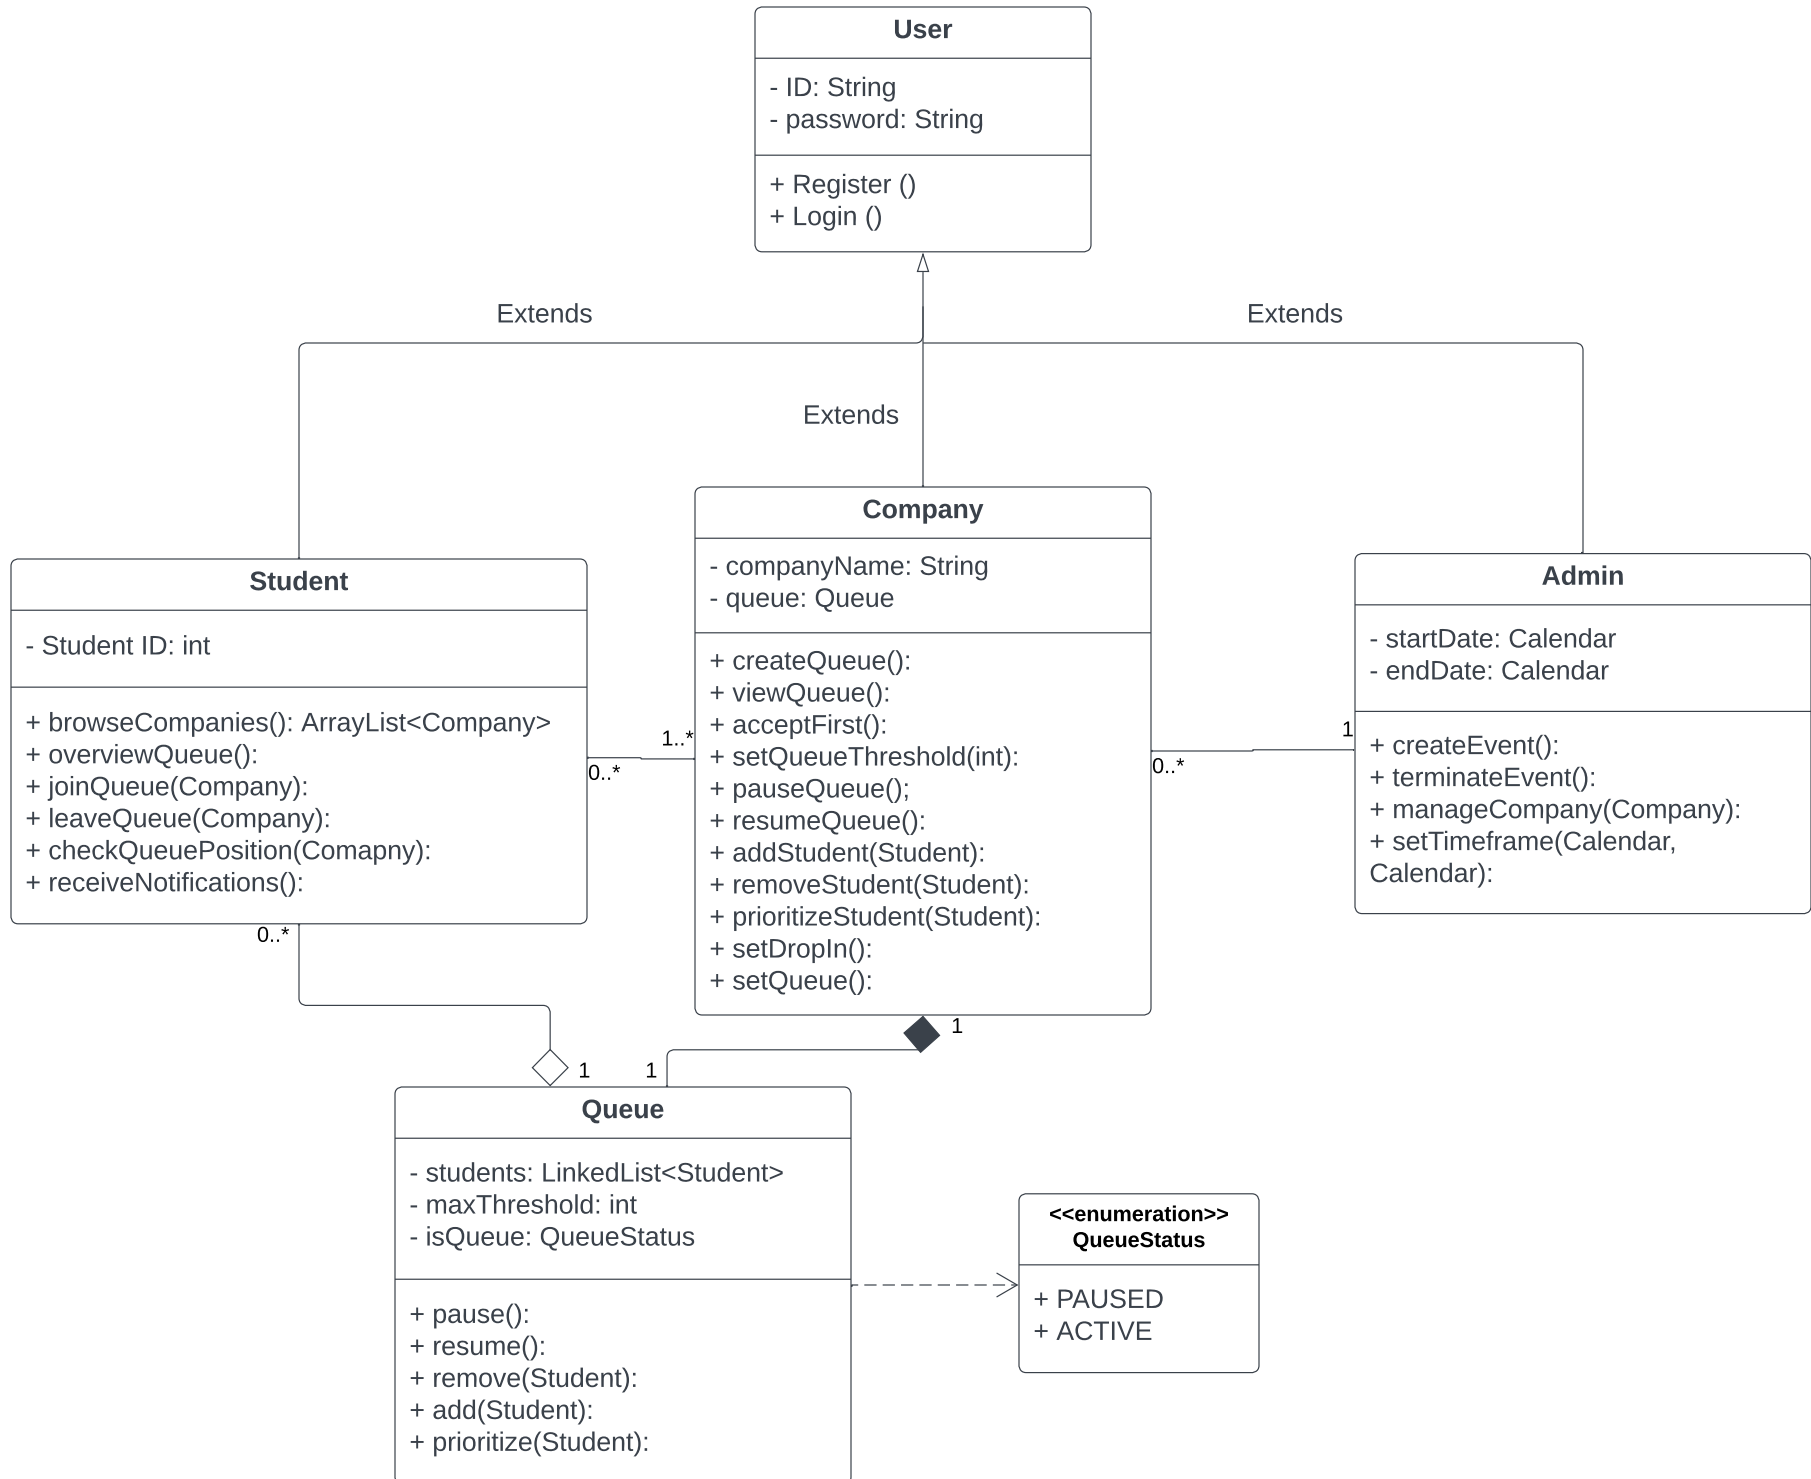 User
- ID: String
- password: String
+ Register ()
+ Login ()
Extends
Extends
Extends
Company
- companyName: String
- queue: Queue
+ createQueue():
+ viewQueue():
+ acceptFirst():
+ setQueueThreshold(int):
+ pauseQueue();
+ resumeQueue():
+ addStudent(Student):
+ removeStudent(Student):
+ prioritizeStudent(Student):
+ setDropIn():
+ setQueue():
Student
- Student ID: int
+ browseCompanies(): ArrayList<Company>
+ overviewQueue():
+ joinQueue(Company):
+ leaveQueue(Company):
+ checkQueuePosition(Comapny):
+ receiveNotifications():
Admin
- startDate: Calendar
- endDate: Calendar
+ createEvent():
+ terminateEvent():
+ manageCompany(Company):
+ setTimeframe(Calendar,
Calendar):
1..*
0..*
1
0..*
0..*
1
1
1
Queue
- students: LinkedList<Student>
- maxThreshold: int
- isQueue: QueueStatus
+ pause():
+ resume():
+ remove(Student):
+ add(Student):
+ prioritize(Student):
<<enumeration>>
QueueStatus
+ PAUSED
+ ACTIVE